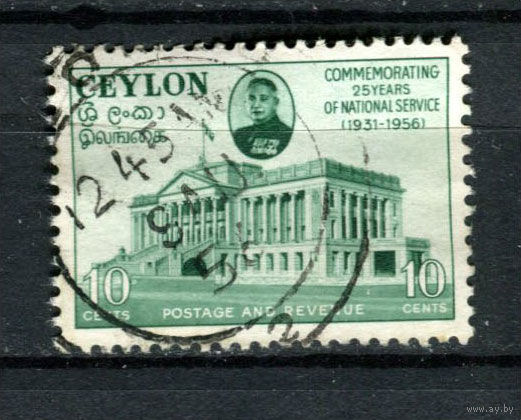 CEYLON
ශ්‍රී ලංකා
இலங்கை
COMMEMORATING
25 YEARS
OF NATIONAL SERVICE
(1931-1956)
10
CENTS
POSTAGE AND REVENUE
10
CENTS
www.ay.by